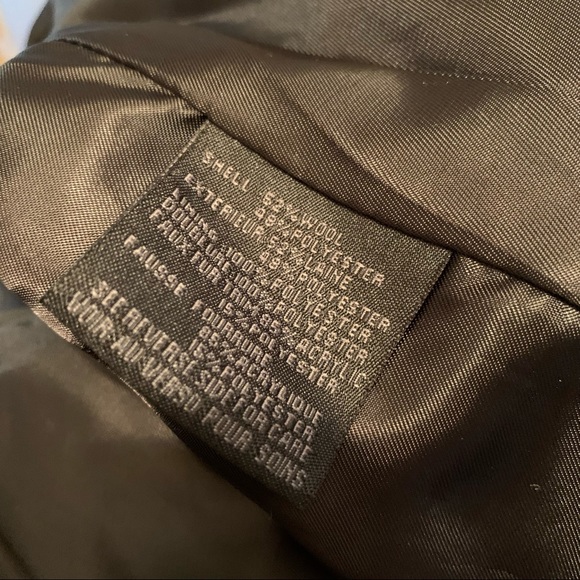 SHELL 52% WOOL
48% POLYESTER
EXTERIEUR 52% LAINE
48% POLYESTER
LINING 100% POLYESTER
DOUBLURE 100% POLYESTER
FAUX FUR TRIM 85% ACRYLIC
15% POLYESTER
FAUSSE FOURRURE
85% ACRYLIQUE
15% POLYESTER
SEE REVERSE SIDE FOR CARE
VOIR AU VERSO POUR SOINS